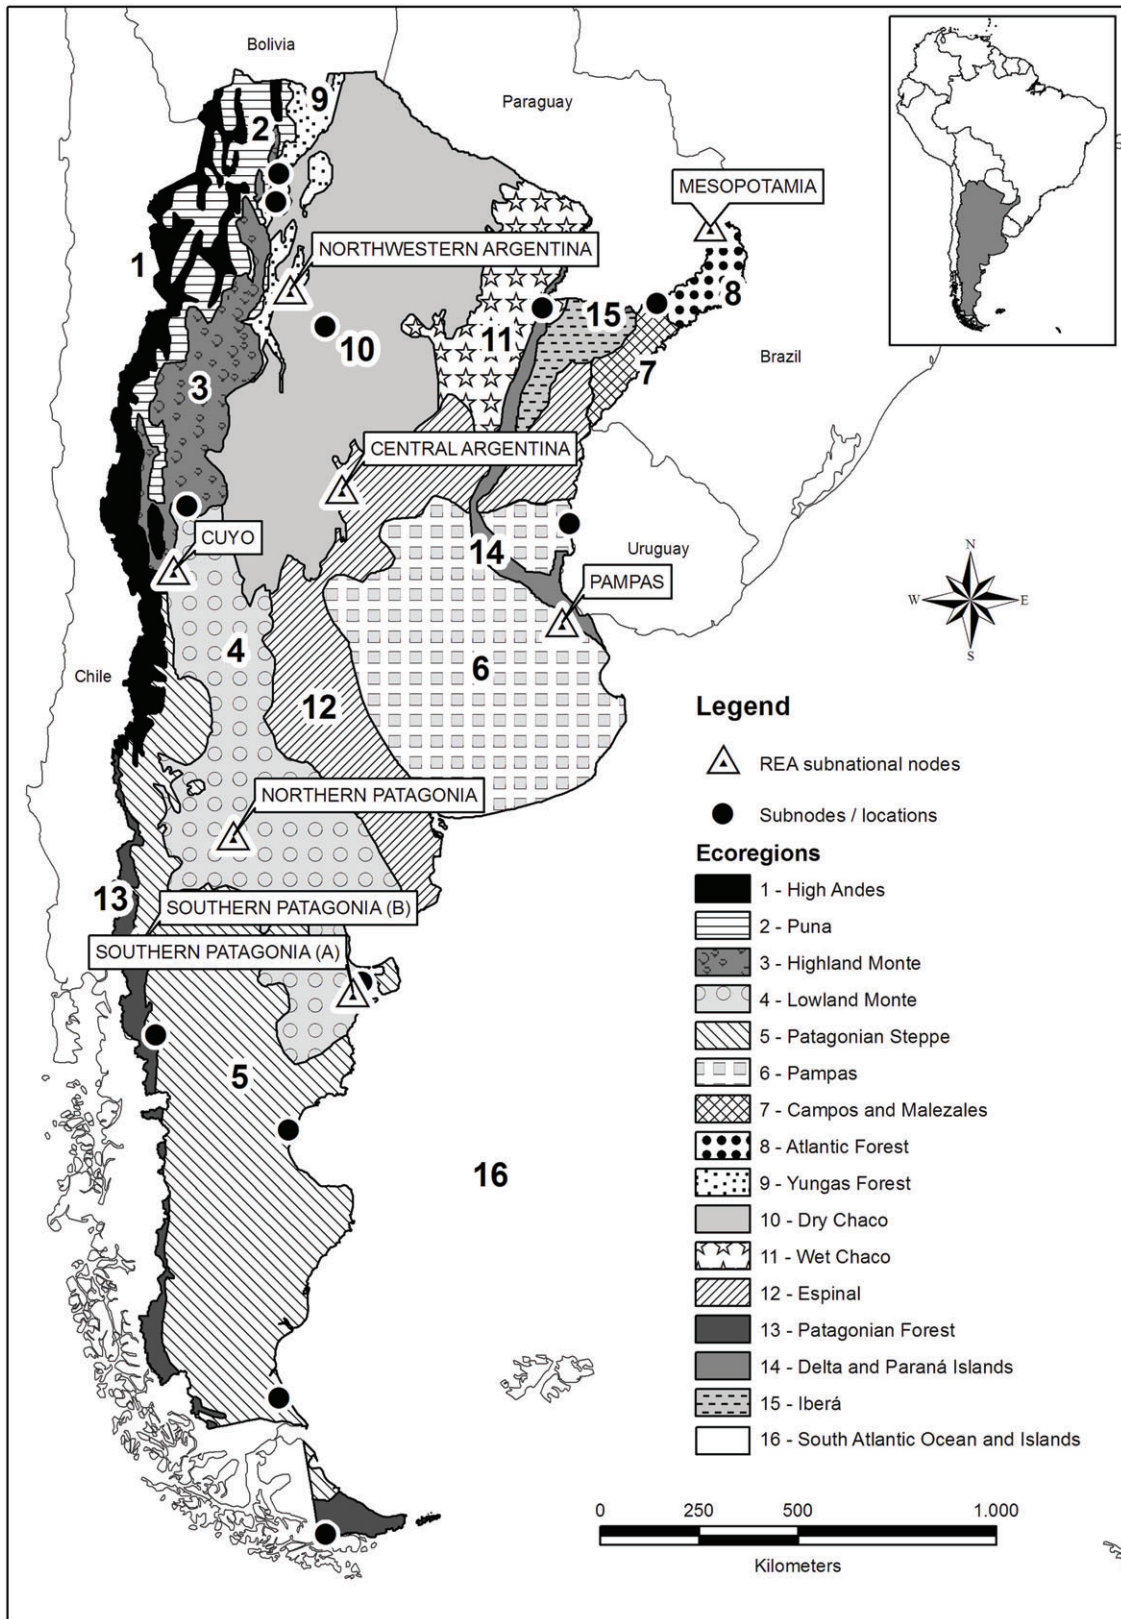 Bolivia
Paraguay
9
2
MESOPOTAMIA
NORTHWESTERN ARGENTINA
1
8
15
10
11
7
Brazil
3
CENTRAL ARGENTINA
CUYO
14
Uruguay
PAMPAS
N
W E
S
4
6
Chile
12
NORTHERN PATAGONIA
13
SOUTHERN PATAGONIA (B)
SOUTHERN PATAGONIA (A)
5
16
Legend
REA subnational nodes
Subnodes / locations
Ecoregions
1 - High Andes
2 - Puna
3 - Highland Monte
4 - Lowland Monte
5 - Patagonian Steppe
6 - Pampas
7 - Campos and Malezales
8 - Atlantic Forest
9 - Yungas Forest
10 - Dry Chaco
11 - Wet Chaco
12 - Espinal
13 - Patagonian Forest
14 - Delta and Paraná Islands
15 - Iberá
16 - South Atlantic Ocean and Islands
0 250 500 1.000
Kilometers